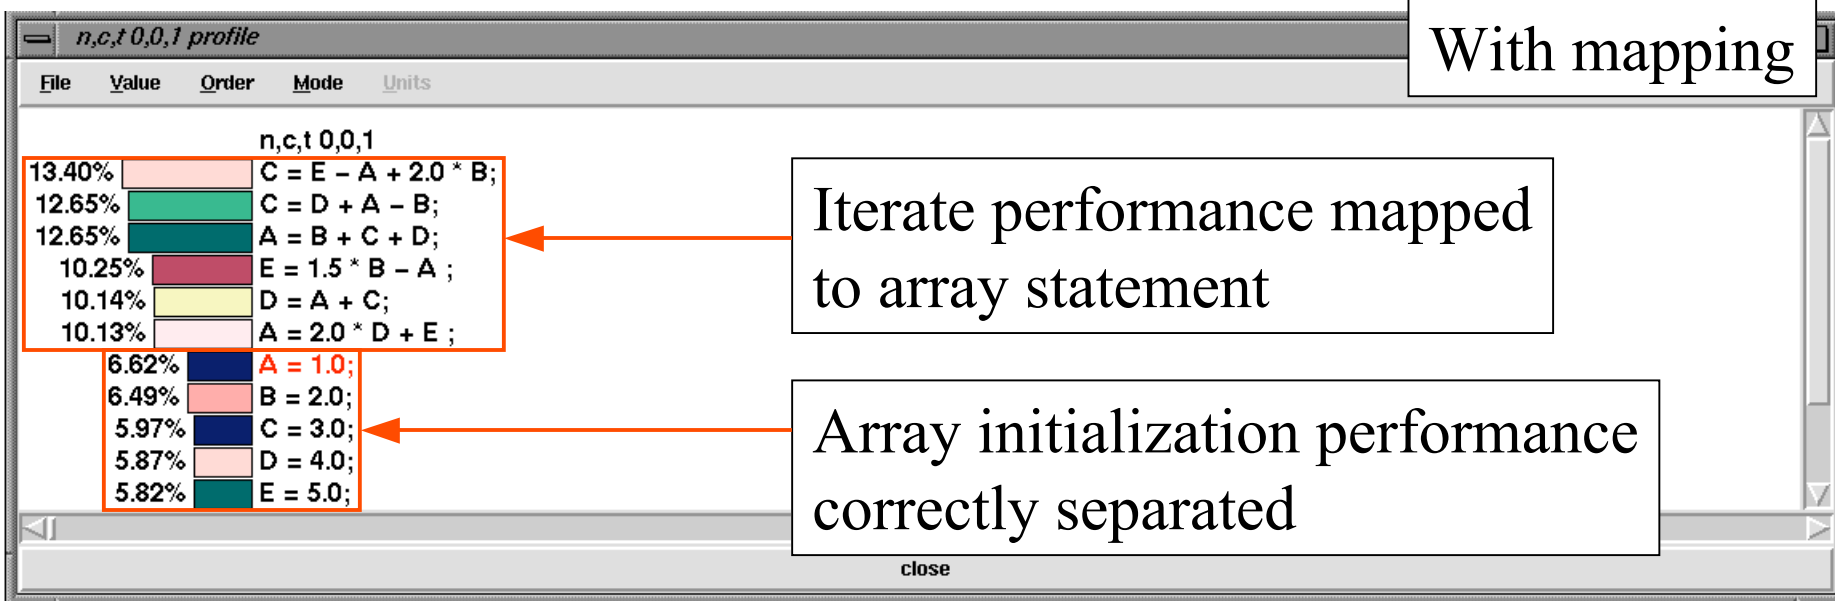 With mapping
n,c,t 0,0,1 profile
File Value Order Mode Units
n,c,t 0,0,1
13.40% C = E – A + 2.0 * B;
12.65% C = D + A – B;
12.65% A = B + C + D;
10.25% E = 1.5 * B – A ;
10.14% D = A + C;
10.13% A = 2.0 * D + E ;
6.62% A = 1.0;
6.49% B = 2.0;
5.97% C = 3.0;
5.87% D = 4.0;
5.82% E = 5.0;
Iterate performance mapped
to array statement
Array initialization performance
correctly separated
close